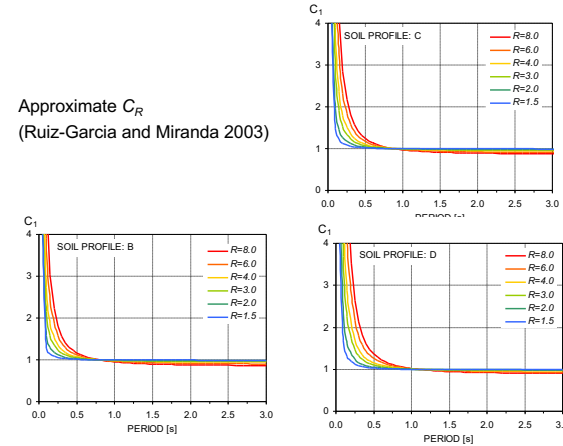 Approximate C_R
(Ruiz-Garcia and Miranda 2003)
C1
SOIL PROFILE: C
R=8.0
R=6.0
R=4.0
R=3.0
R=2.0
R=1.5
4
3
2
1
0
0.0 0.5 1.0 1.5 2.0 2.5 3.0
PERIOD [s]
C1
SOIL PROFILE: B
R=8.0
R=6.0
R=4.0
R=3.0
R=2.0
R=1.5
4
3
2
1
0
0.0 0.5 1.0 1.5 2.0 2.5 3.0
PERIOD [s]
C1
SOIL PROFILE: D
R=8.0
R=6.0
R=4.0
R=3.0
R=2.0
R=1.5
4
3
2
1
0
0.0 0.5 1.0 1.5 2.0 2.5 3.0
PERIOD [s]